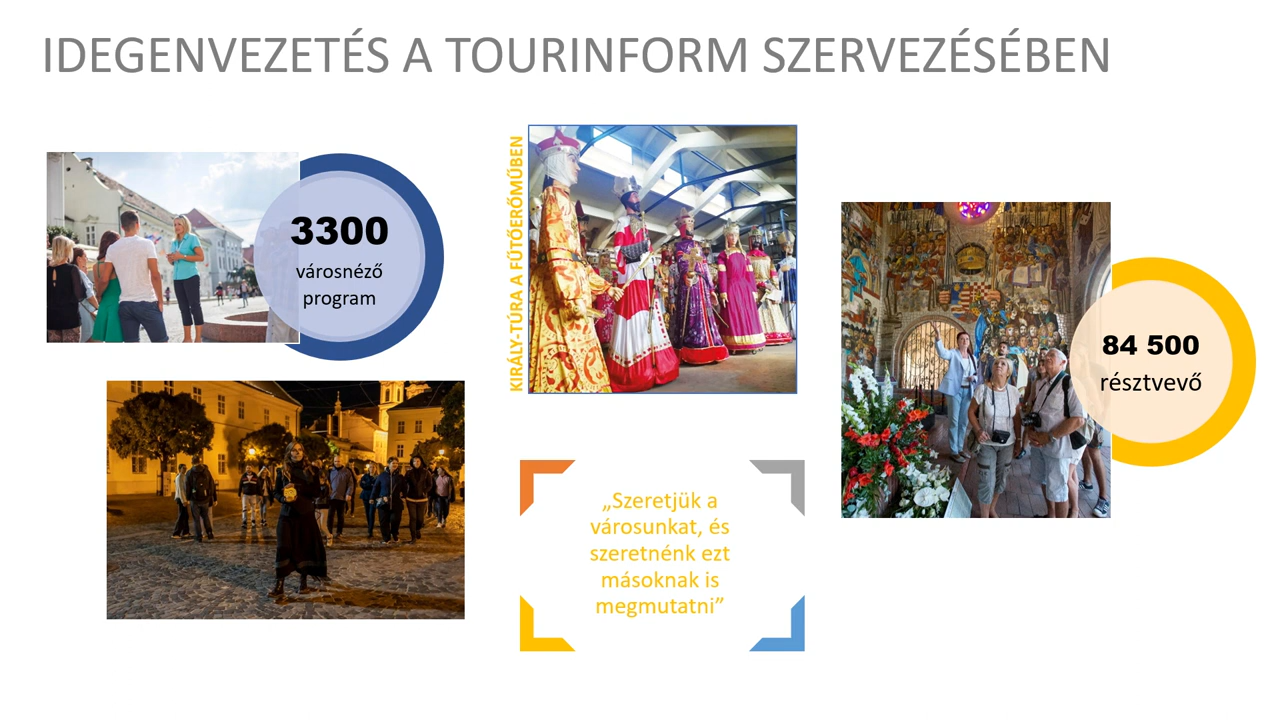 IDEGENVEZETÉS A TOURINFORM SZERVEZÉSÉBEN
3300
városnéző
program
KIRÁLY-TÚRA A FŰTŐERŐMŰBEN
84 500
résztvevő
„Szeretjük a
városunkat, és
szeretnénk ezt
másoknak is
megmutatni”